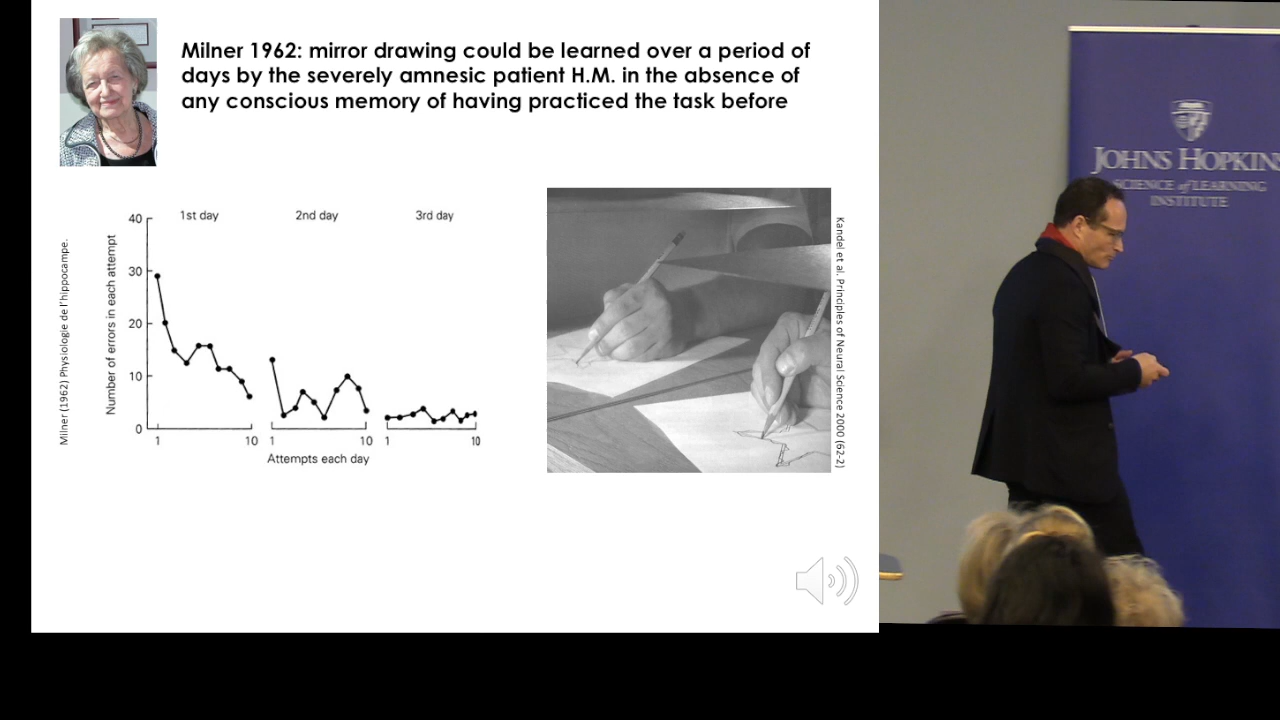 Milner 1962: mirror drawing could be learned over a period of
days by the severely amnesic patient H.M. in the absence of
any conscious memory of having practiced the task before
Milner (1962) Physiologie de l'hippocampe.
Number of errors in each attempt
40
30
20
10
0
1st day
2nd day
3rd day
1
10
1
10
1
10
Attempts each day
Kandel et al. Principles of Neural Science 2000 (62-2)
JOHNS HOPKINS
SCIENCE of LEARNING
INSTITUTE